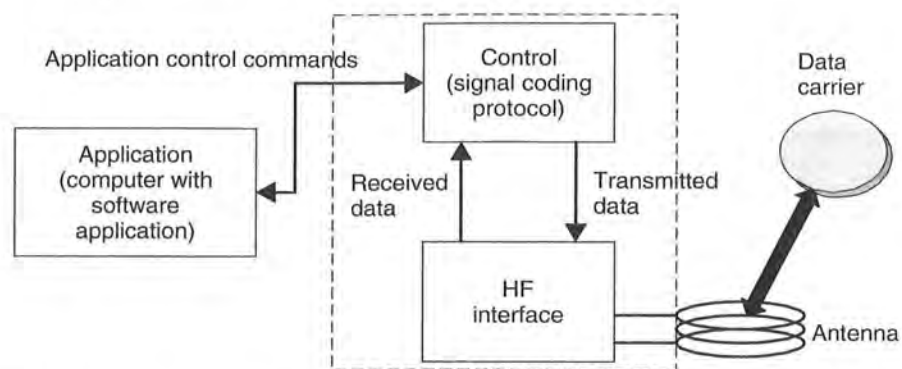 Application control commands
Control
(signal coding
protocol)
Data
carrier
Application
(computer with
software
application)
Received
data
Transmitted
data
HF
interface
Antenna